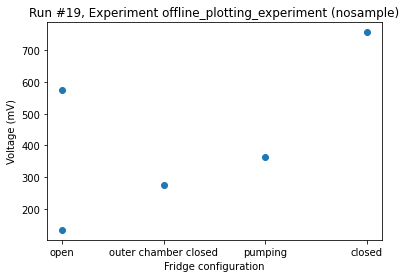 Run #19, Experiment offline_plotting_experiment (nosample)
700
600
500
400
300
200
Voltage (mV)
open outer chamber closed pumping closed
Fridge configuration